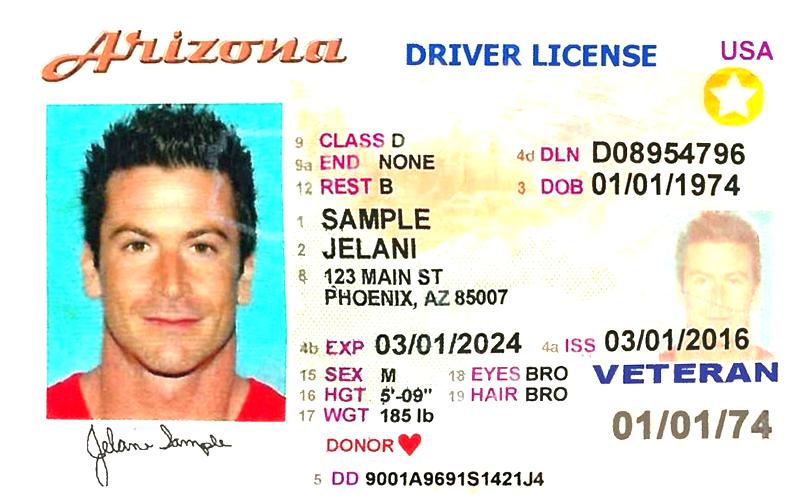 Arizona DRIVER LICENSE USA
9 CLASS D
9a END NONE 4d DLN D08954796
12 REST B 3 DOB 01/01/1974
1 SAMPLE
2 JELANI
8 123 MAIN ST
PHOENIX, AZ 85007
4b EXP 03/01/2024 4a ISS 03/01/2016
15 SEX M 18 EYES BRO VETERAN
16 HGT 5'-09" 19 HAIR BRO
17 WGT 185 lb 01/01/74
Jelani Sample
DONOR
5 DD 9001A9691S1421J4